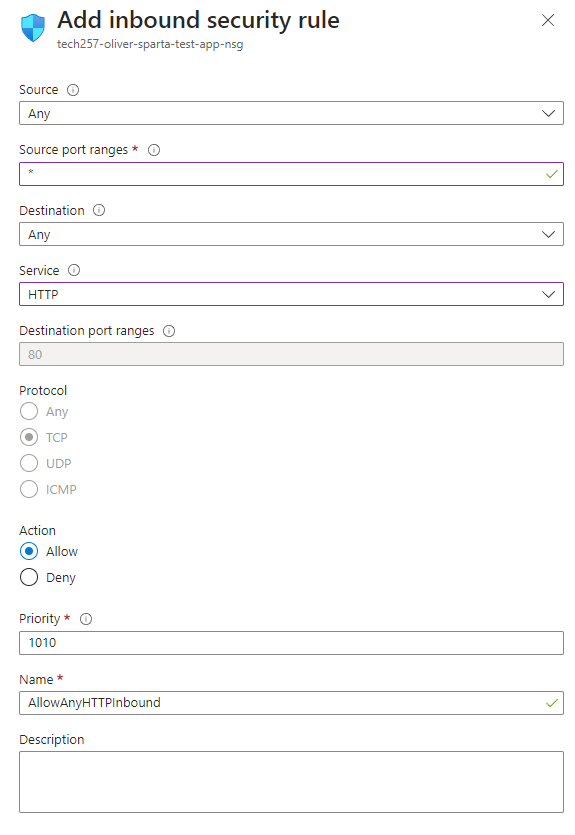 Add inbound security rule
tech257-oliver-sparta-test-app-nsg
Source
Any
Source port ranges *
*
Destination
Any
Service
HTTP
Destination port ranges
80
Protocol
Any
TCP
UDP
ICMP
Action
Allow
Deny
Priority *
1010
Name *
AllowAnyHTTPInbound
Description